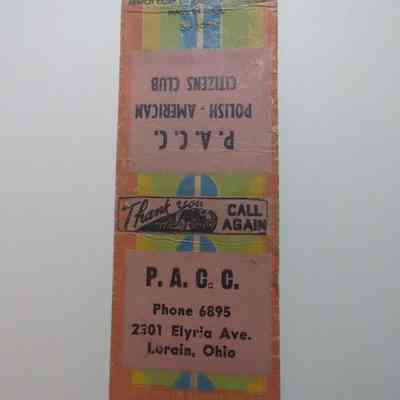 P. A. C. C.
POLISH - AMERICAN
CITIZENS CLUB
Thank you
CALL
AGAIN
P. A. C. C.
Phone 6895
2301 Elyria Ave.
Lorain, Ohio